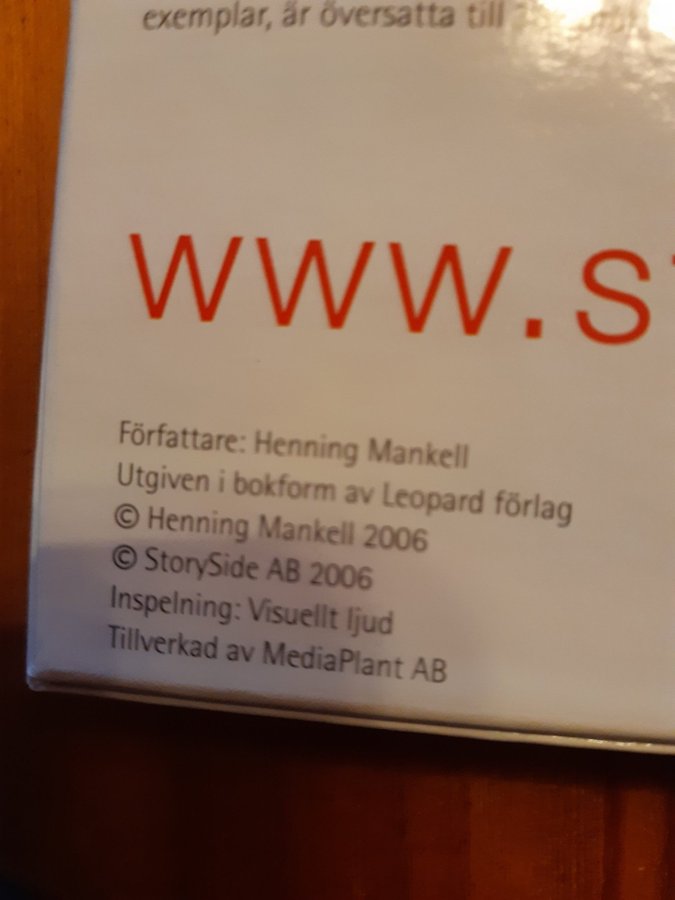 exemplar, är översatta till
www.s
Författare: Henning Mankell
Utgiven i bokform av Leopard förlag
© Henning Mankell 2006
© StorySide AB 2006
Inspelning: Visuellt ljud
Tillverkad av MediaPlant AB